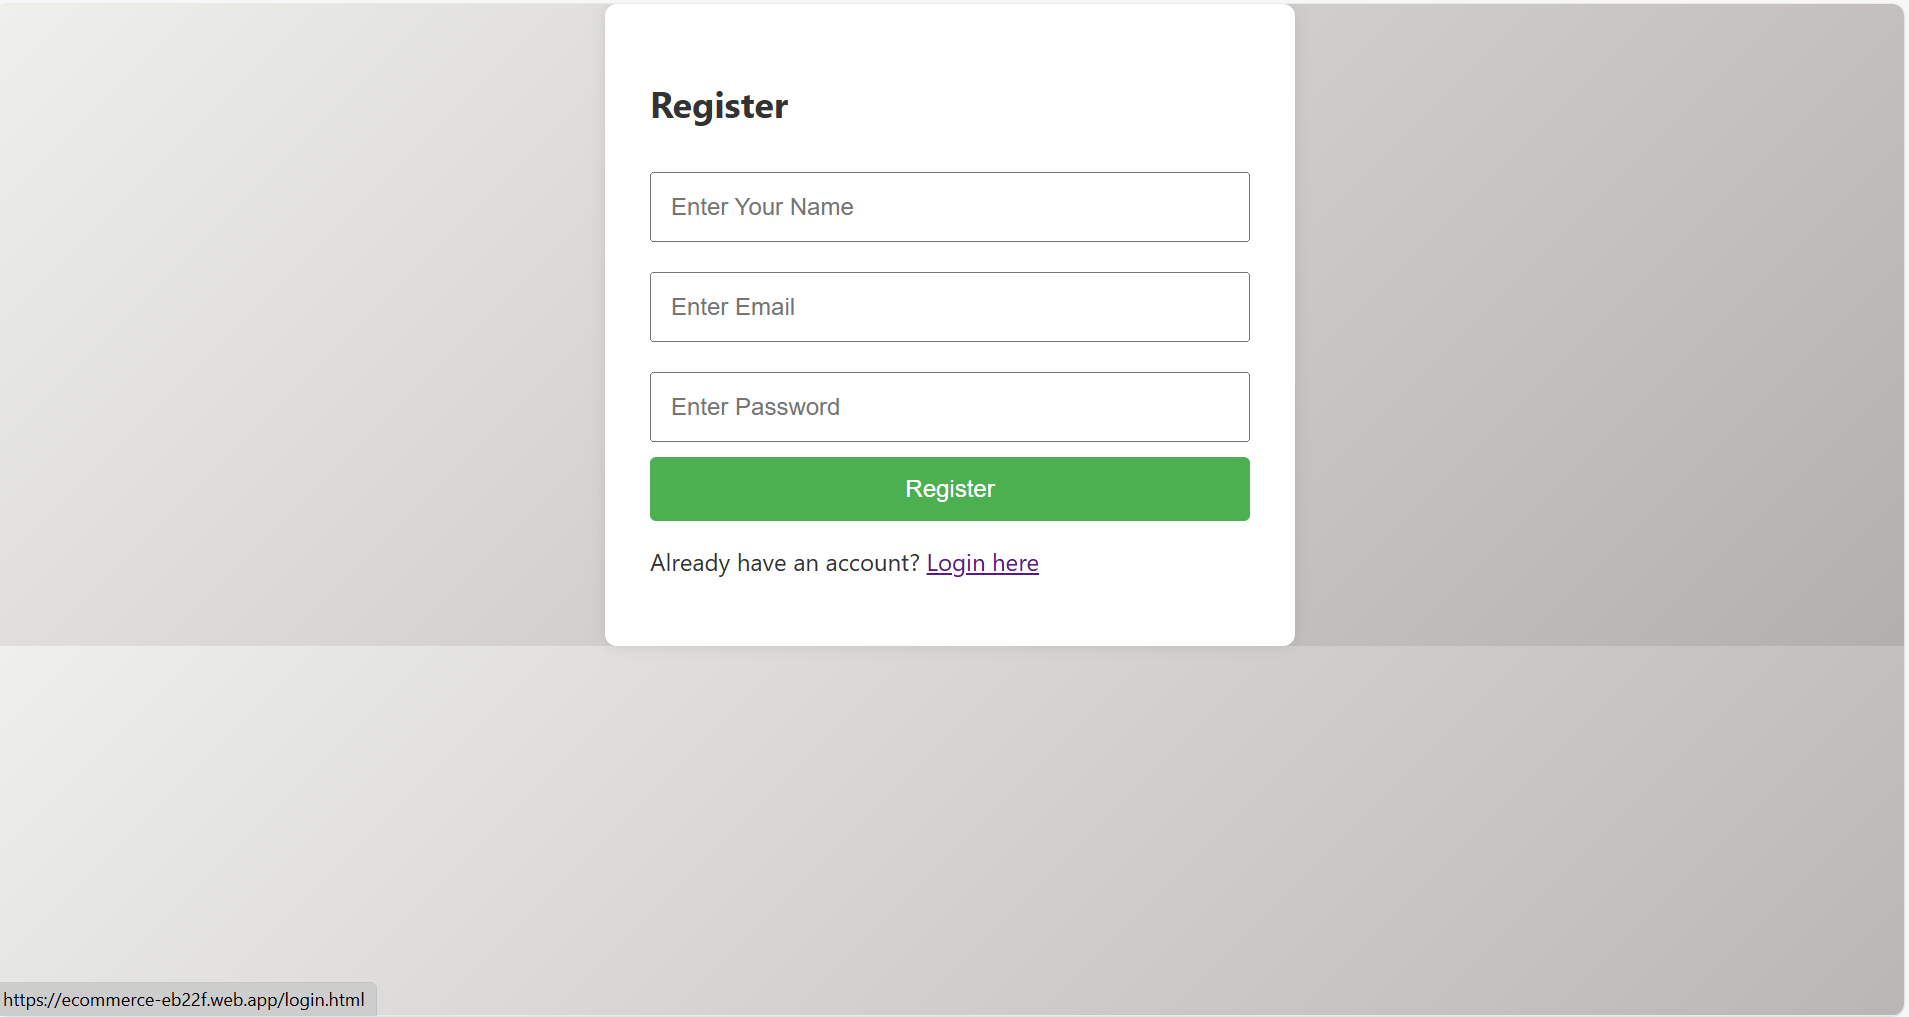 Register
Enter Your Name
Enter Email
Enter Password
Register
Already have an account? Login here
https://ecommerce-eb22f.web.app/login.html